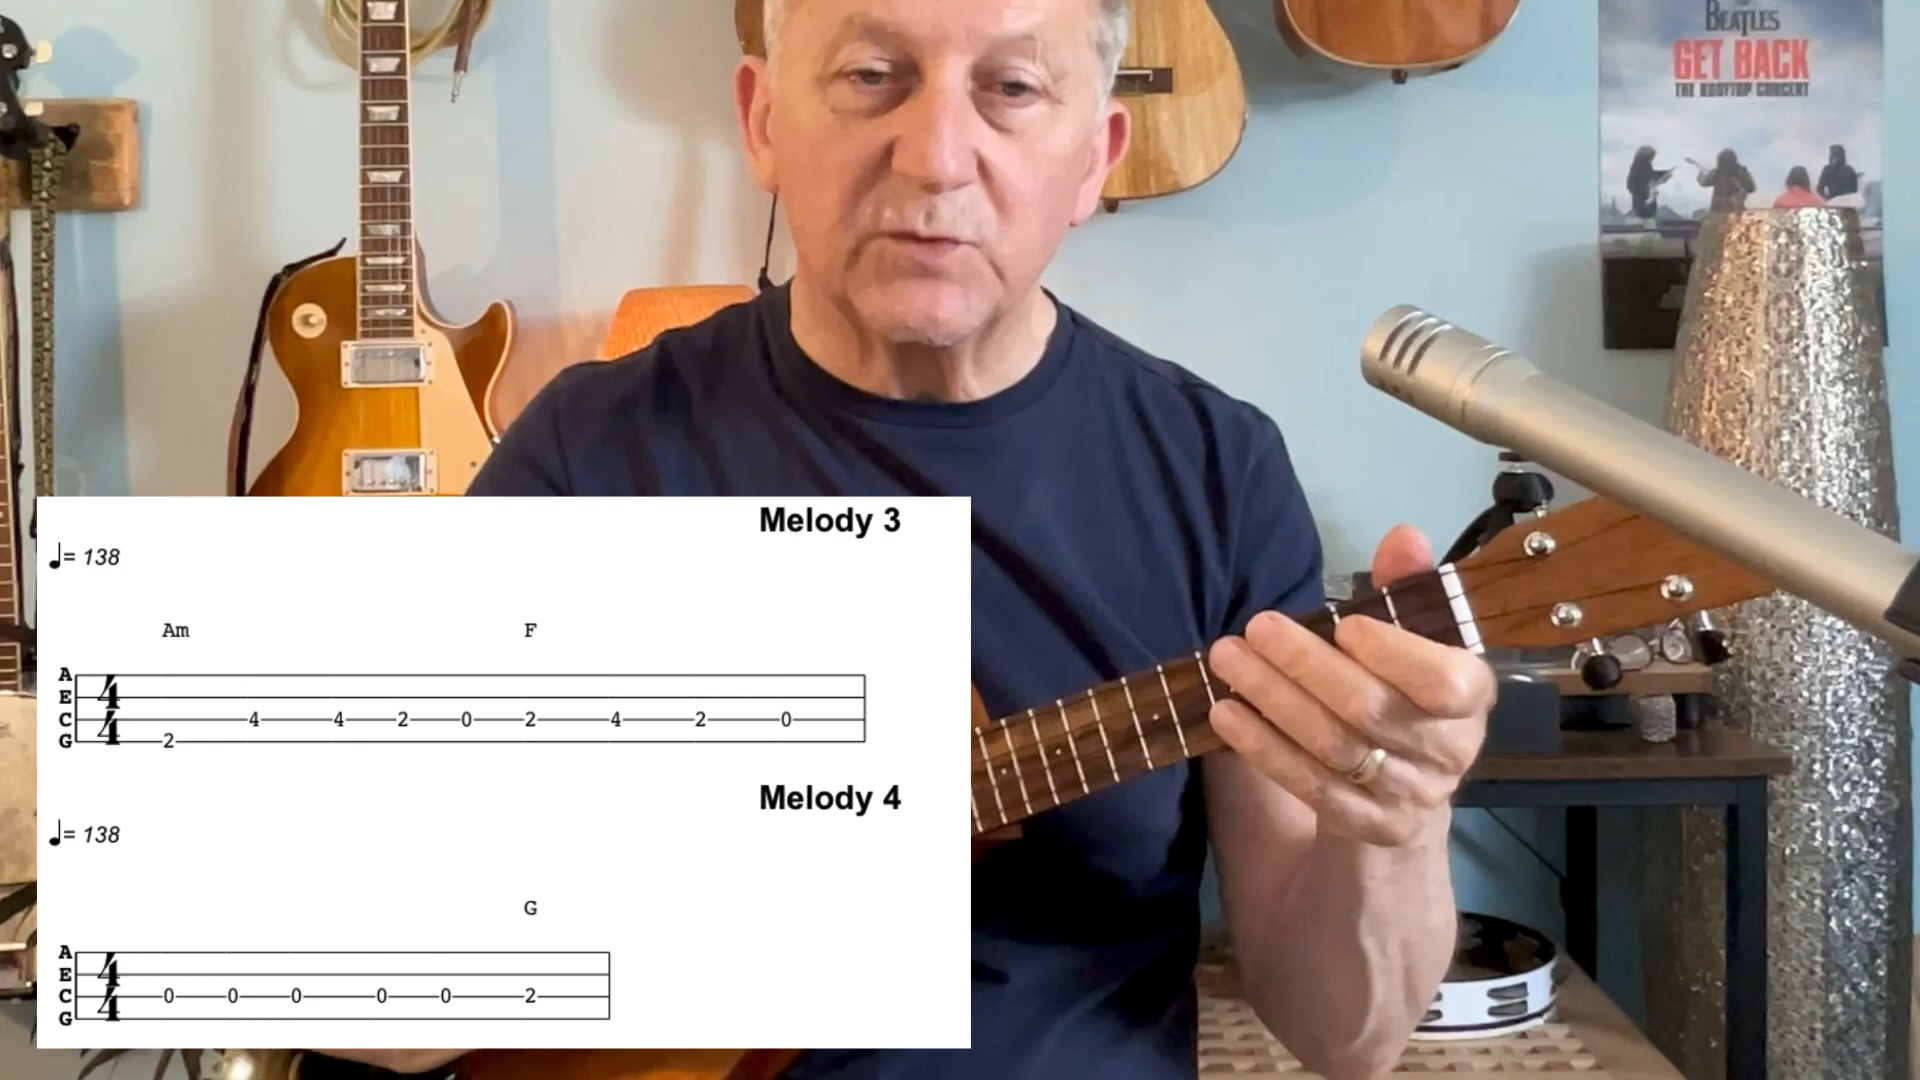 BEATLES
GET BACK
THE ROOFTOP CONCERT
Melody 3
♩= 138
Am F
A
E
C 4 4 2 0 2 4 2 0
G 2
4
4
Melody 4
♩= 138
G
A
E
C 0 0 0 0 0 2
G
4
4